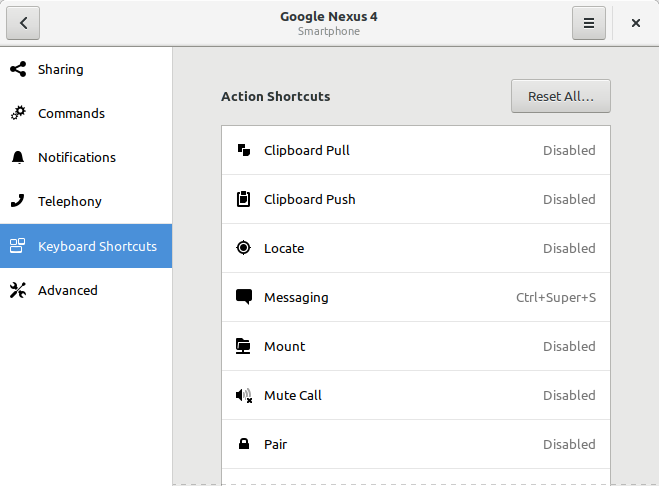 Google Nexus 4
Smartphone
Sharing
Commands
Notifications
Telephony
Keyboard Shortcuts
Advanced
Action Shortcuts
Reset All…
Clipboard Pull Disabled
Clipboard Push Disabled
Locate Disabled
Messaging Ctrl+Super+S
Mount Disabled
Mute Call Disabled
Pair Disabled